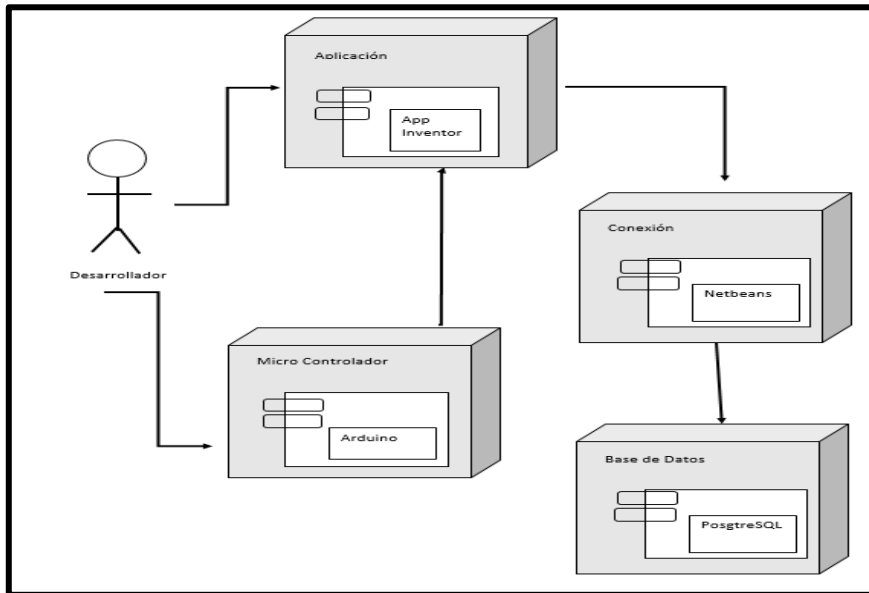 Aplicación
App
Inventor
Conexión
Netbeans
Desarrollador
Micro Controlador
Arduino
Base de Datos
PosgtreSQL